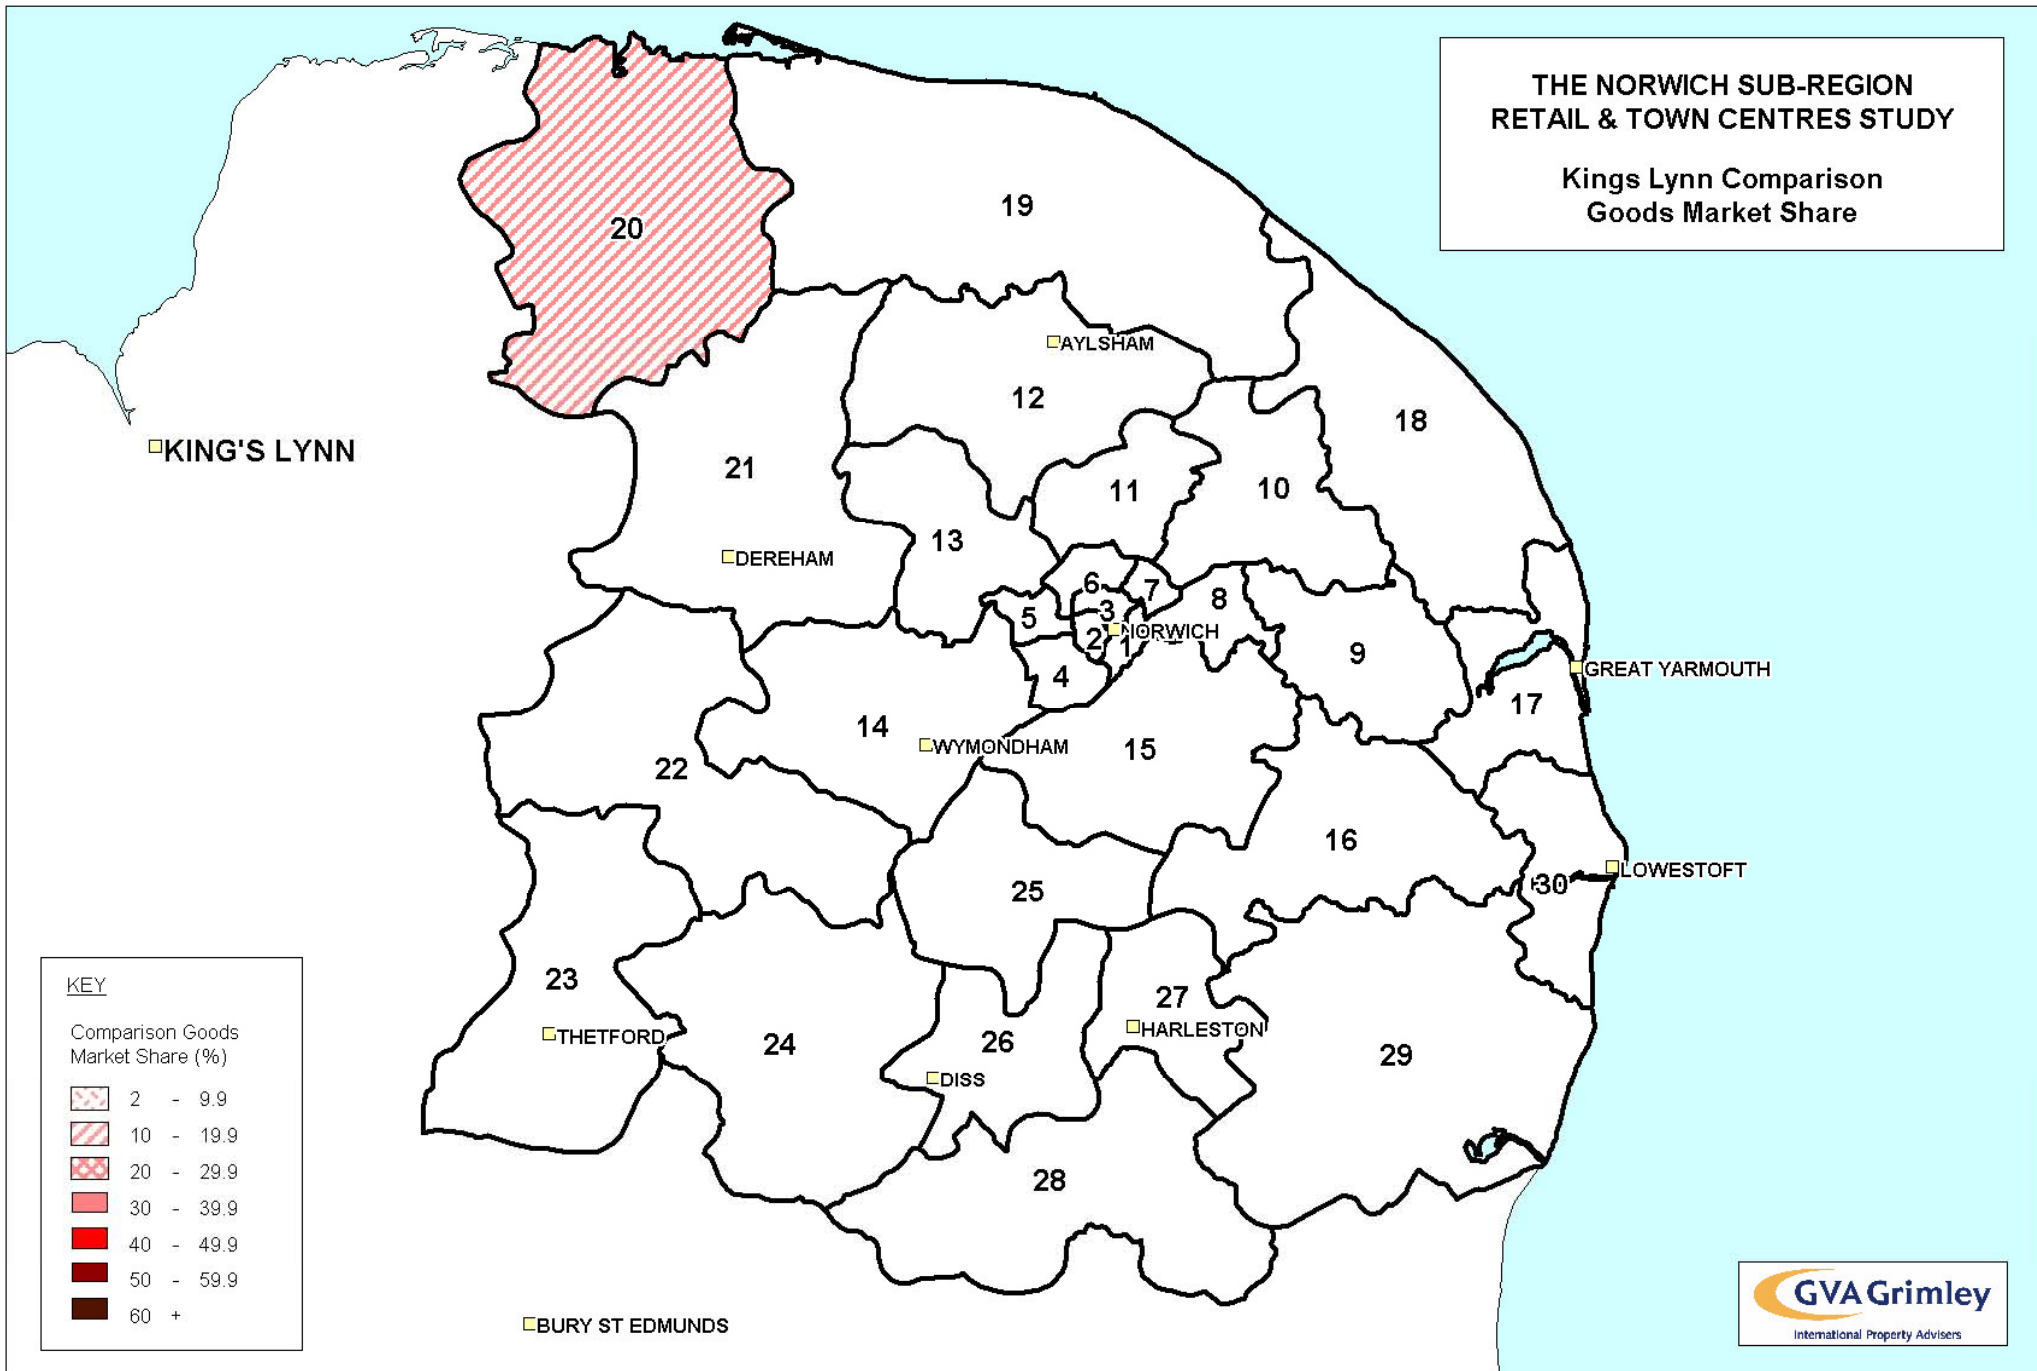 THE NORWICH SUB-REGION
RETAIL & TOWN CENTRES STUDY
Kings Lynn Comparison
Goods Market Share
19
20
AYLSHAM
12
18
KING'S LYNN
21
11
10
13
DEREHAM
6
7
8
3
5
NORWICH
2
1
9
4
GREAT YARMOUTH
17
14
WYMONDHAM
15
22
16
LOWESTOFT
30
25
23
27
THETFORD
HARLESTON
24
26
29
DISS
28
BURY ST EDMUNDS
KEY
Comparison Goods
Market Share (%)
2 - 9.9
10 - 19.9
20 - 29.9
30 - 39.9
40 - 49.9
50 - 59.9
60 +
GVA Grimley
International Property Advisers